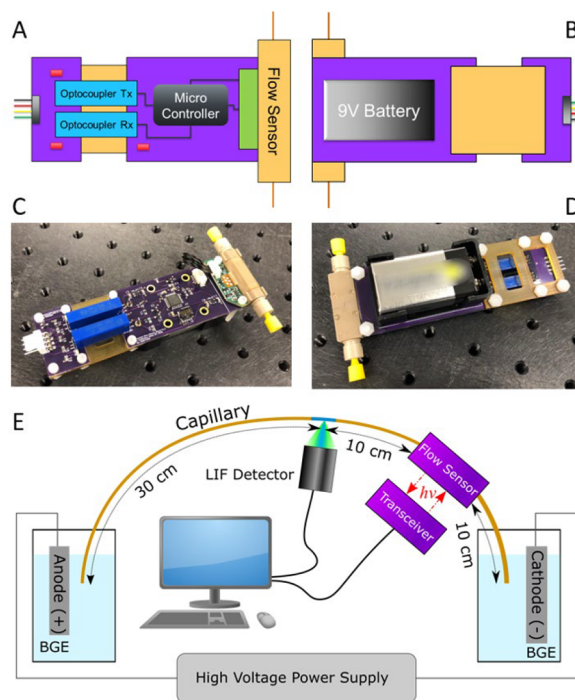 A
B
Optocoupler Tx
Optocoupler Rx
Micro
Controller
Flow Sensor
9V Battery
C
D
E
Capillary
30 cm
LIF Detector
10 cm
Flow Sensor
hν
Transceiver
10 cm
Anode (+)
BGE
Cathode (-)
BGE
High Voltage Power Supply